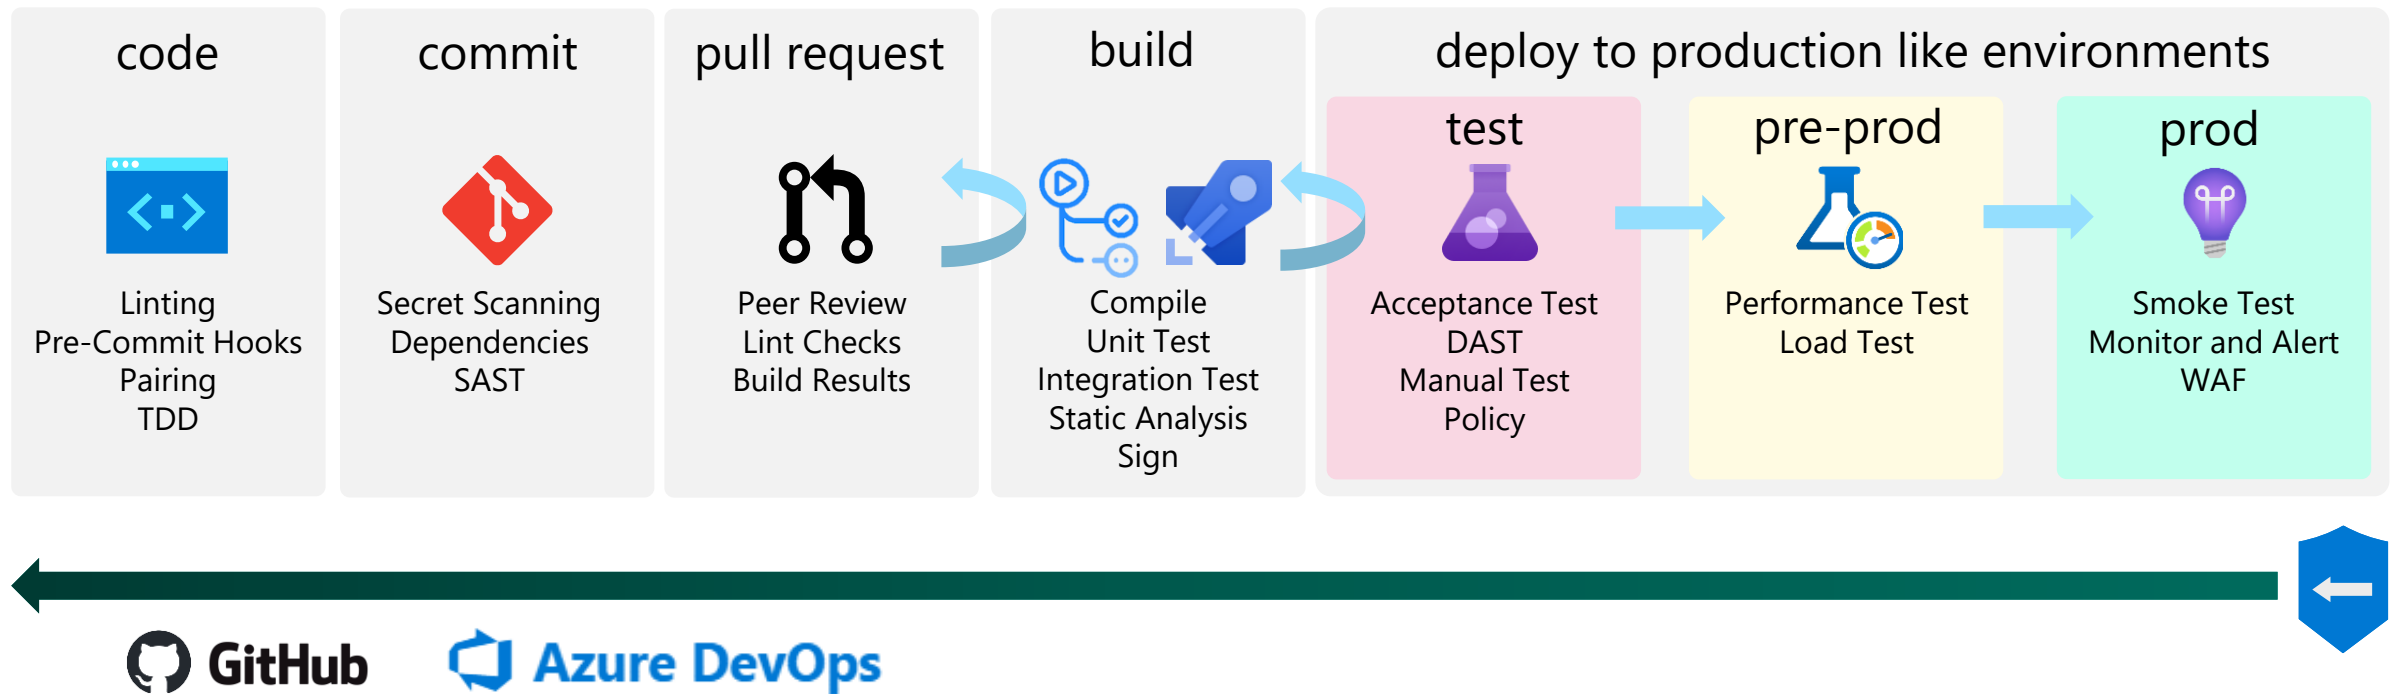 code
Linting
Pre-Commit Hooks
Pairing
TDD
commit
Secret Scanning
Dependencies
SAST
pull request
Peer Review
Lint Checks
Build Results
build
Compile
Unit Test
Integration Test
Static Analysis
Sign
deploy to production like environments
test
Acceptance Test
DAST
Manual Test
Policy
pre-prod
Performance Test
Load Test
prod
Smoke Test
Monitor and Alert
WAF
GitHub
Azure DevOps